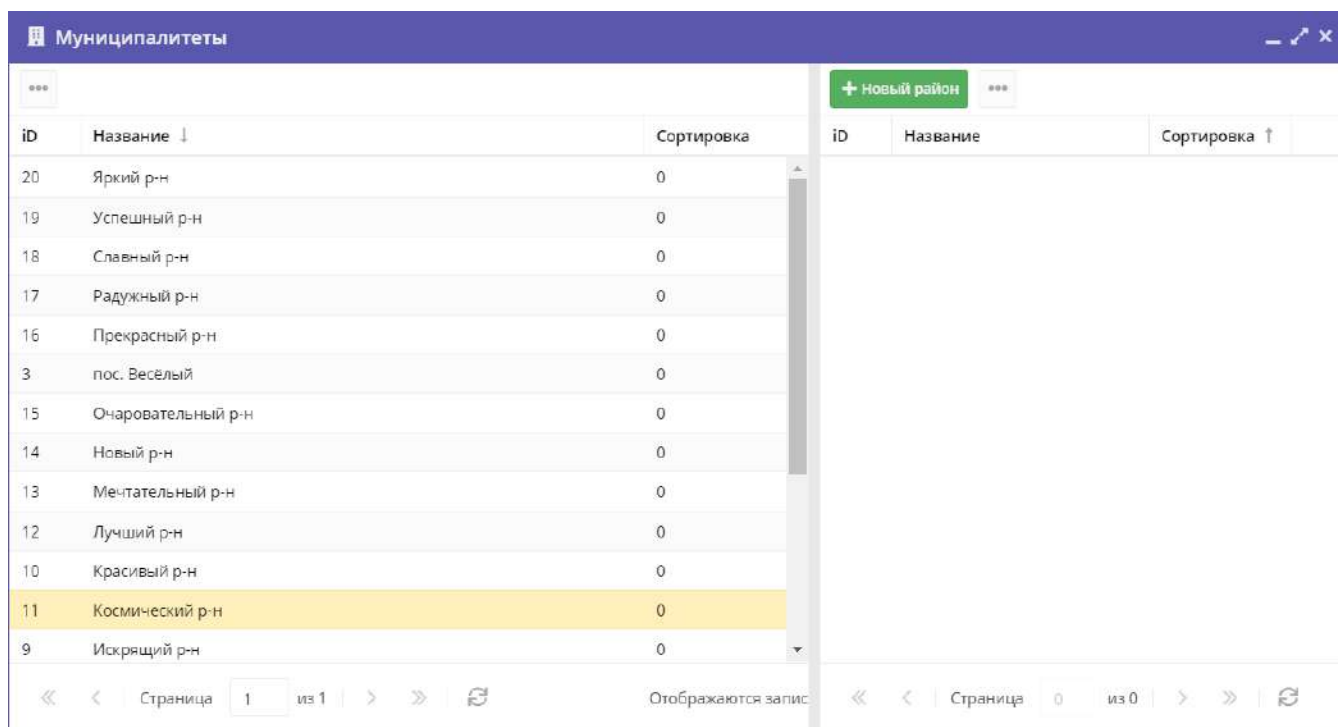 Муниципалитеты
+ Новый район
iD Название Сортировка
iD Название Сортировка
20 Яркий р-н 0
19 Успешный р-н 0
18 Славный р-н 0
17 Радужный р-н 0
16 Прекрасный р-н 0
3 пос. Весёлый 0
15 Очаровательный р-н 0
14 Новый р-н 0
13 Мечтательный р-н 0
12 Лучший р-н 0
10 Красивый р-н 0
11 Космический р-н 0
9 Искрящий р-н 0
Страница 1 из 1 Отображаются запис
Страница 0 из 0